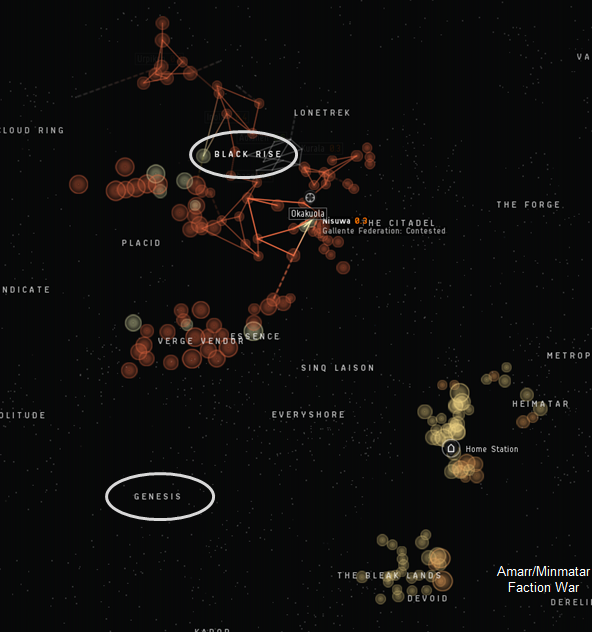 LONETREK
VA
CLOUD RING
BLACK RISE
THE FORGE
Okakuola
Nisuwa 0.3
THE CITADEL
Gallente Federation: Contested
PLACID
NDICATE
VERGE VENDOR
ESSENCE
METROP
SINQ LAISON
HEIMATAR
OLITUDE
EVERYSHORE
Home Station
GENESIS
THE BLEAK LANDS
Amarr/Minmatar
Faction War
DEVOID
DERELI
KADOR